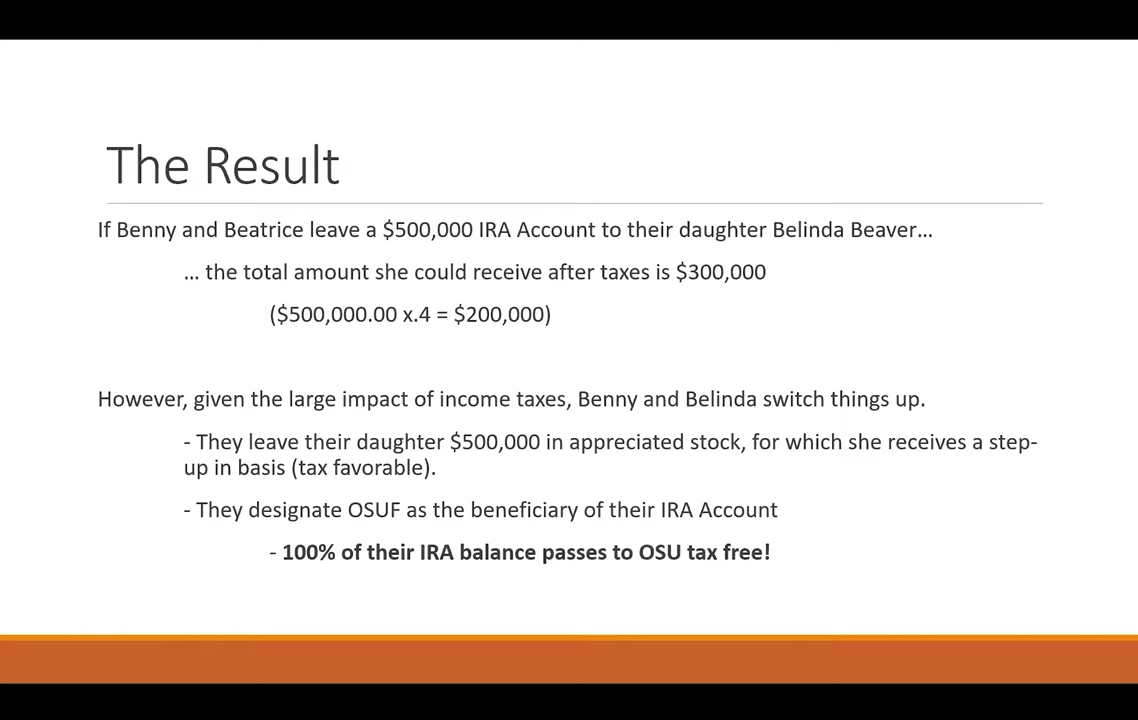 The Result
If Benny and Beatrice leave a $500,000 IRA Account to their daughter Belinda Beaver…
… the total amount she could receive after taxes is $300,000
($500,000.00 x.4 = $200,000)
However, given the large impact of income taxes, Benny and Belinda switch things up.
- They leave their daughter $500,000 in appreciated stock, for which she receives a step-
up in basis (tax favorable).
- They designate OSUF as the beneficiary of their IRA Account
- 100% of their IRA balance passes to OSU tax free!